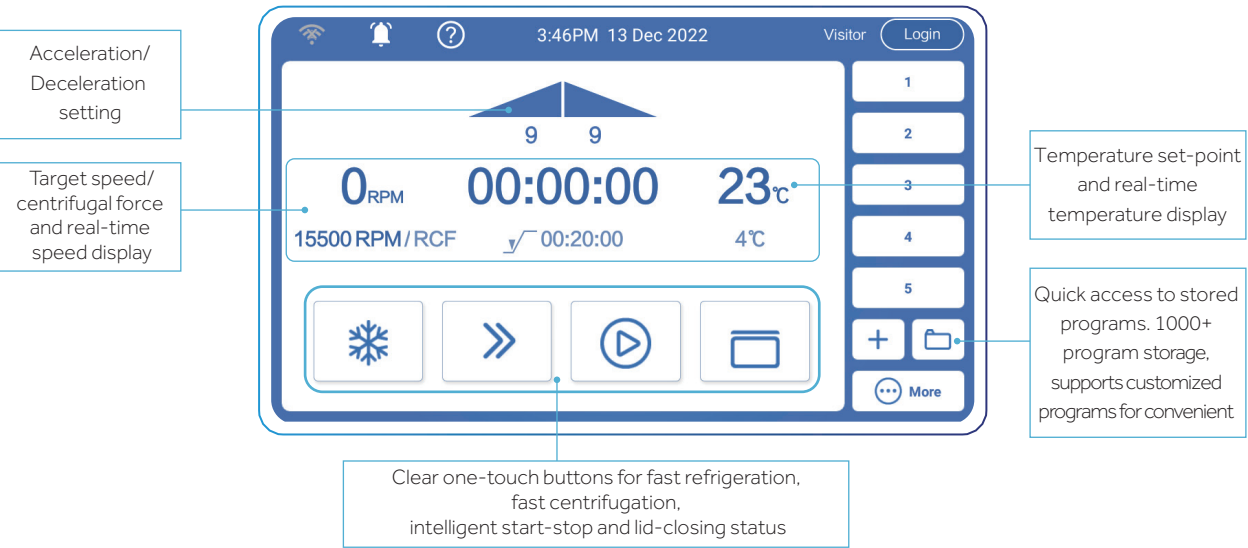 3:46PM 13 Dec 2022
Visitor
Login
Acceleration/
Deceleration
setting
9 9
Target speed/
centrifugal force
and real-time
speed display
0 RPM
00:00:00
23℃
15500 RPM/RCF
00:20:00
4℃
1
2
3
4
5
More
Temperature set-point
and real-time
temperature display
Quick access to stored
programs. 1000+
program storage,
supports customized
programs for convenient
Clear one-touch buttons for fast refrigeration,
fast centrifugation,
intelligent start-stop and lid-closing status